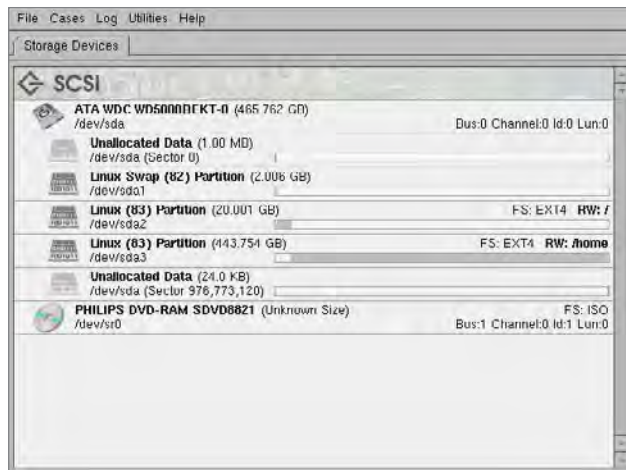 File Cases Log Utilities Help
Storage Devices
SCSI
ATA WDC WD5000BEKT-0 (465.762 GB)
/dev/sda Bus:0 Channel:0 Id:0 Lun:0
Unallocated Data (1.00 MB)
/dev/sda (Sector 0)
Linux Swap (82) Partition (2.006 GB)
/dev/sda1
Linux (83) Partition (20.001 GB) FS: EXT4 RW: /
/dev/sda2
Linux (83) Partition (443.754 GB) FS: EXT4 RW: /home
/dev/sda3
Unallocated Data (24.0 KB)
/dev/sda (Sector 976,773,120)
PHILIPS DVD-RAM SDVD8821 (Unknown Size) FS: ISO
/dev/sr0 Bus:1 Channel:0 Id:1 Lun:0